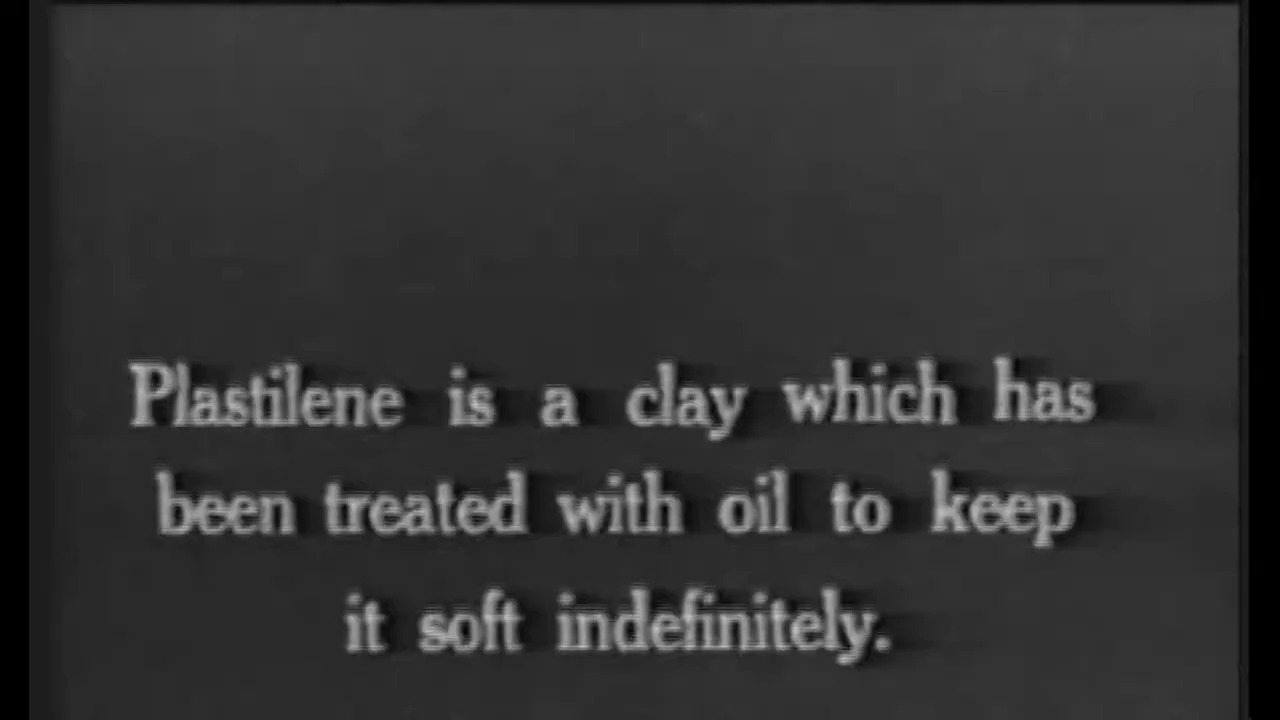 Plastilene is a clay which has
been treated with oil to keep
it soft indefinitely.